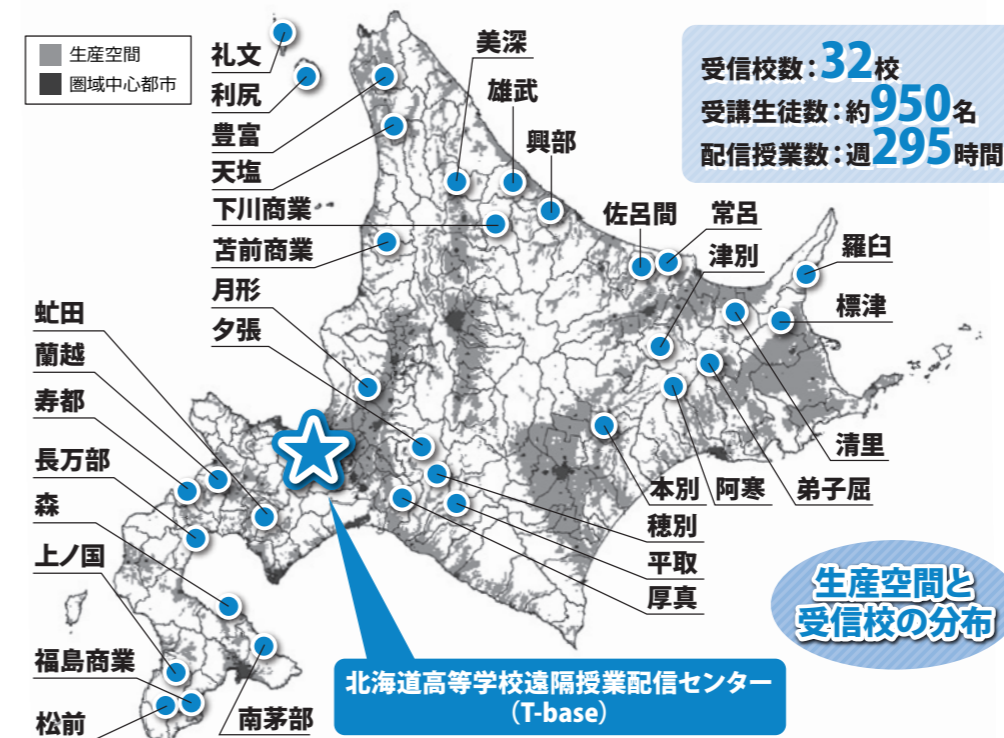 生産空間
圏域中心都市
礼文
利尻
豊富
天塩
下川商業
苫前商業
月形
夕張
美深
雄武
興部
佐呂間
常呂
津別
羅臼
標津
受信校数：32校
受講生徒数：約950名
配信授業数：週295時間
虻田
蘭越
寿都
長万部
森
上ノ国
福島商業
松前
南茅部
清里
弟子屈
阿寒
本別
穂別
平取
厚真
北海道高等学校遠隔授業配信センター
（T-base）
生産空間と
受信校の分布